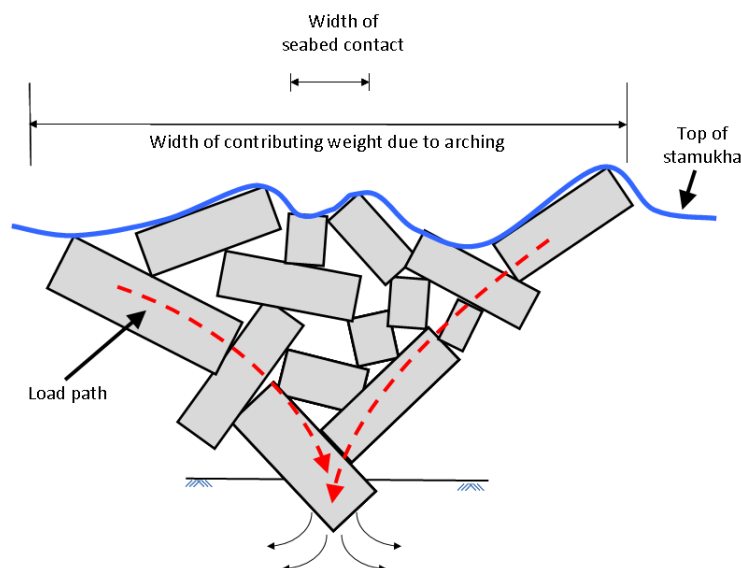 Width of
seabed contact
Width of contributing weight due to arching
Top of
stamukha
Load path